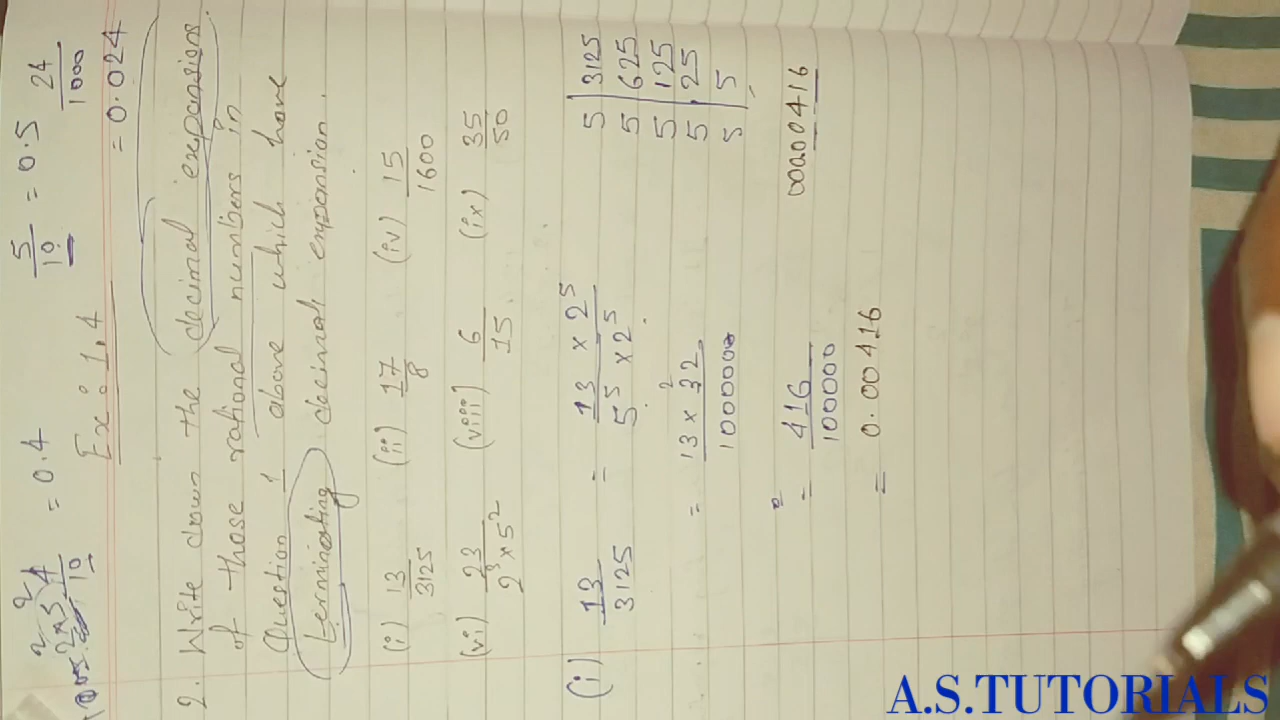 = 0.4
5/10 = 0.5
24/1000
= 0.024
Ex: 1.4
2. Write down the decimal expansions
of those rational numbers in
Question 1 above which have
terminating decimal expansion.
(i) 13/3125 (ii) 17/8 (iv) 15/1600
(vi) 23/2³×5² (viii) 6/15 (ix) 35/50
(i) 13/3125 = 13 × 2⁵/5⁵ × 2⁵
= 13 × 32/100000
= 416/100000
= 0.00416
5 3125
5 625
5 125
5 25
5 5
A.S.TUTORIALS